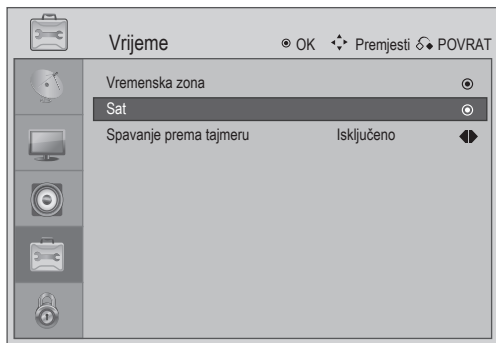 Vrijeme OK Premjesti POVRAT
Vremenska zona
Sat
Spavanje prema tajmeru Isključeno